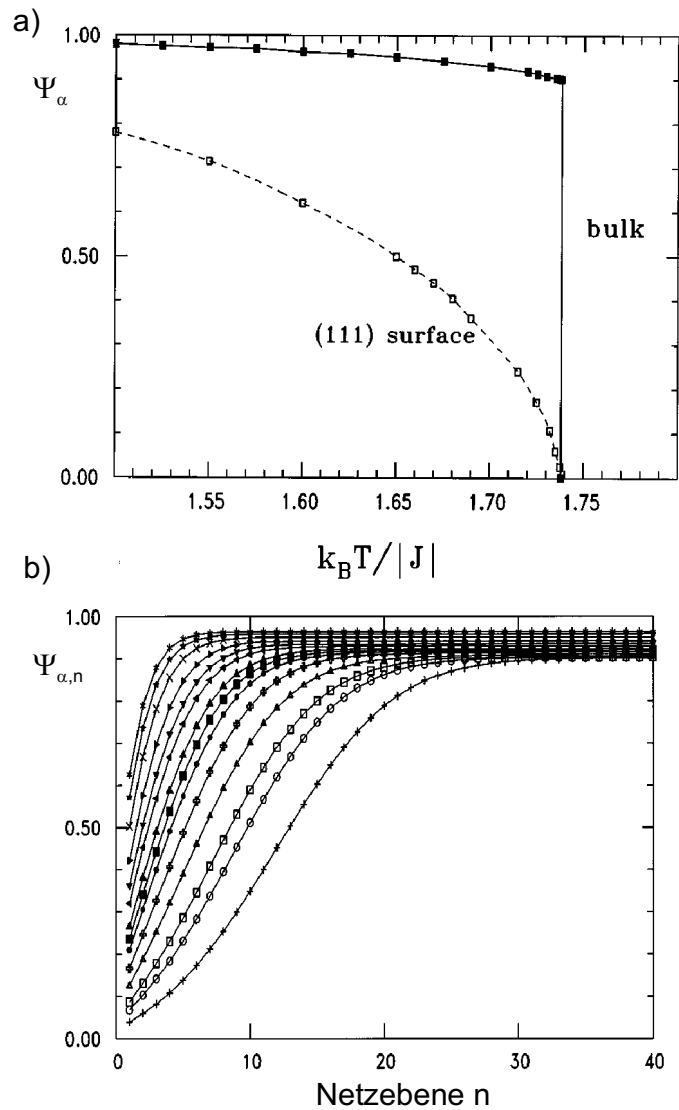 a)
1.00
Ψα
0.50
0.00
bulk
(111) surface
1.55 1.60 1.65 1.70 1.75
k_B T/|J|
b)
1.00
Ψα,n
0.50
0.00
0 10 20 30 40
Netzebene n